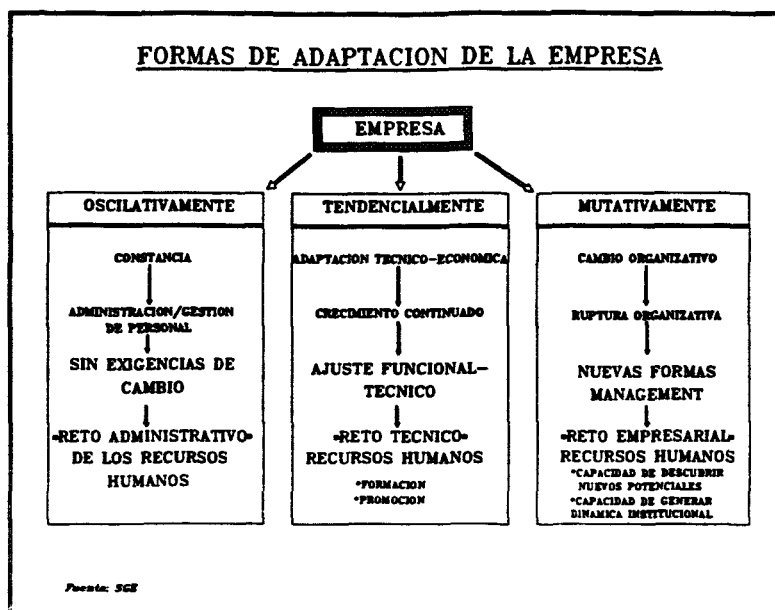 FORMAS DE ADAPTACION DE LA EMPRESA
EMPRESA
OSCILATIVAMENTE
CONSTANCIA
ADMINISTRACION/GESTION
DE PERSONAL
SIN EXIGENCIAS DE
CAMBIO
=RETO ADMINISTRATIVO=
DE LOS RECURSOS
HUMANOS
TENDENCIALMENTE
ADAPTACION TECNICO-ECONOMICA
CRECIMIENTO CONTINUADO
AJUSTE FUNCIONAL-
TECNICO
=RETO TECNICO=
RECURSOS HUMANOS
*FORMACION
*PROMOCION
MUTATIVAMENTE
CAMBIO ORGANIZATIVO
RUPTURA ORGANIZATIVA
NUEVAS FORMAS
MANAGEMENT
=RETO EMPRESARIAL=
RECURSOS HUMANOS
*CAPACIDAD DE DESCUBRIR
NUEVOS POTENCIALES
*CAPACIDAD DE GENERAR
DINAMICA INSTITUCIONAL
Fuente: